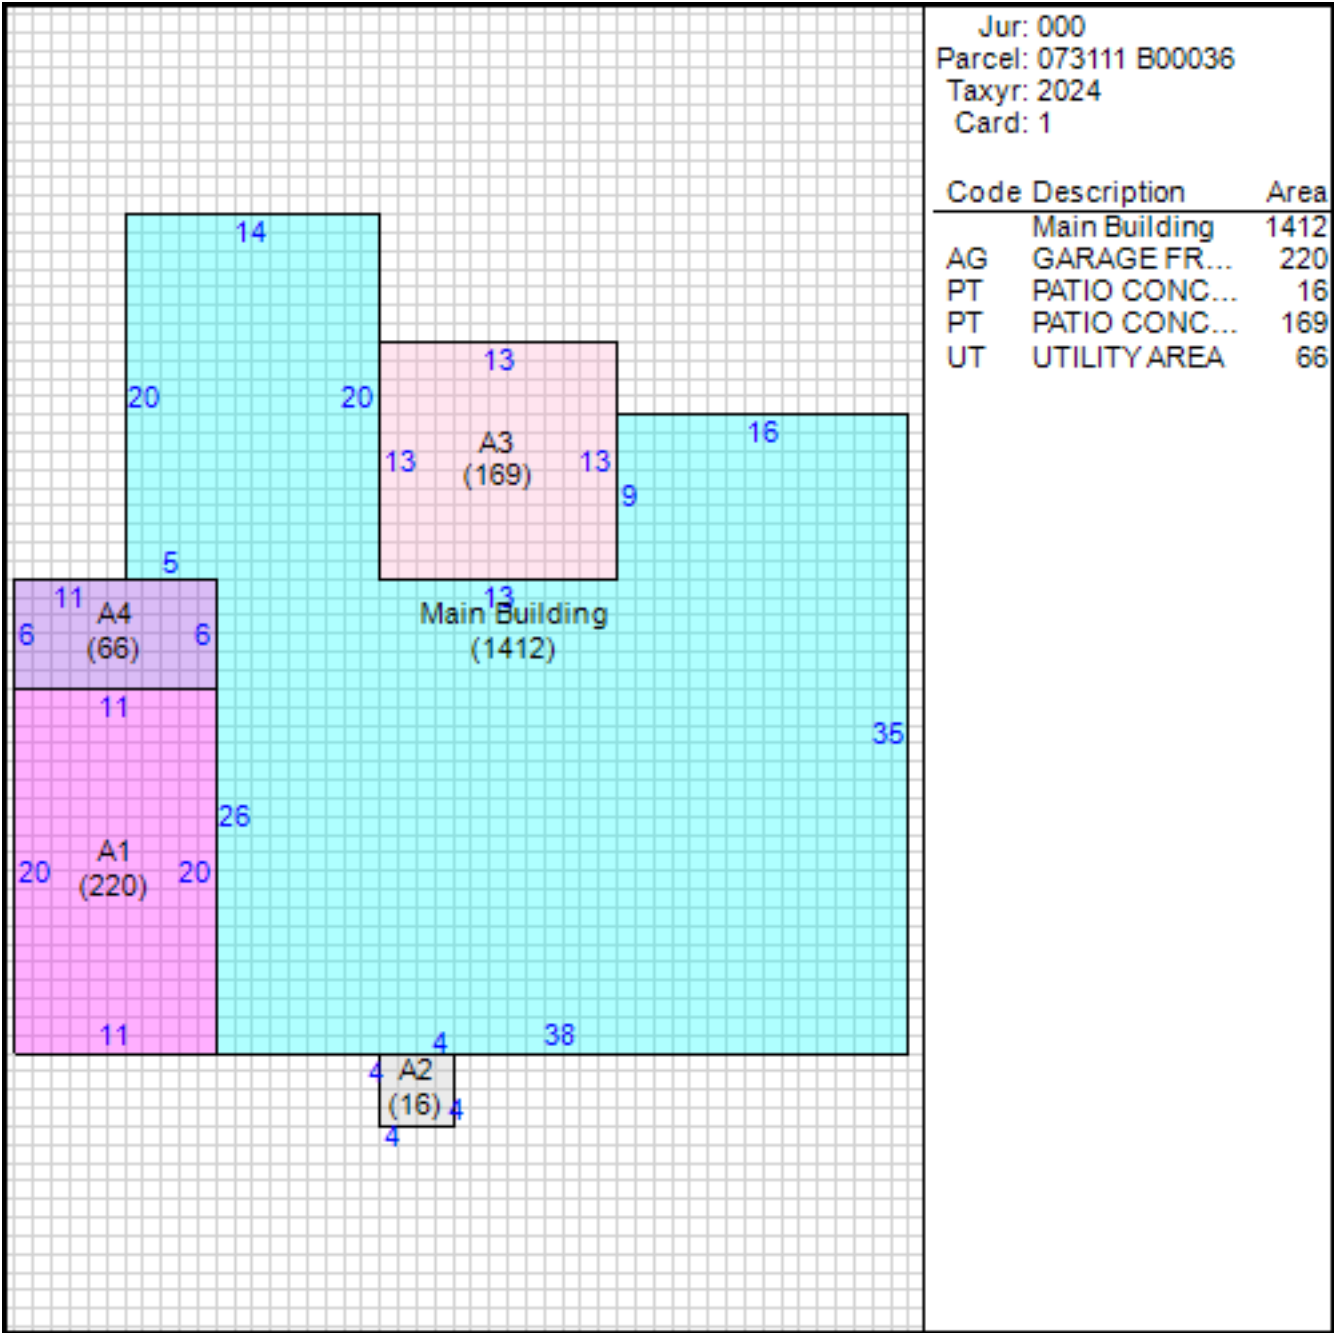 Jur: 000
Parcel: 073111 B00036
Taxyr: 2024
Card: 1
Code Description Area
Main Building 1412
AG GARAGE FR... 220
PT PATIO CONC... 16
PT PATIO CONC... 169
UT UTILITY AREA 66
14
13
20 20
16
A3
13 13
(169)
9
5
11 13
A4 Main Building
6 6
(66) (1412)
11
35
26
A1
20 20
(220)
11 4 38
4 A2
(16) 4
4